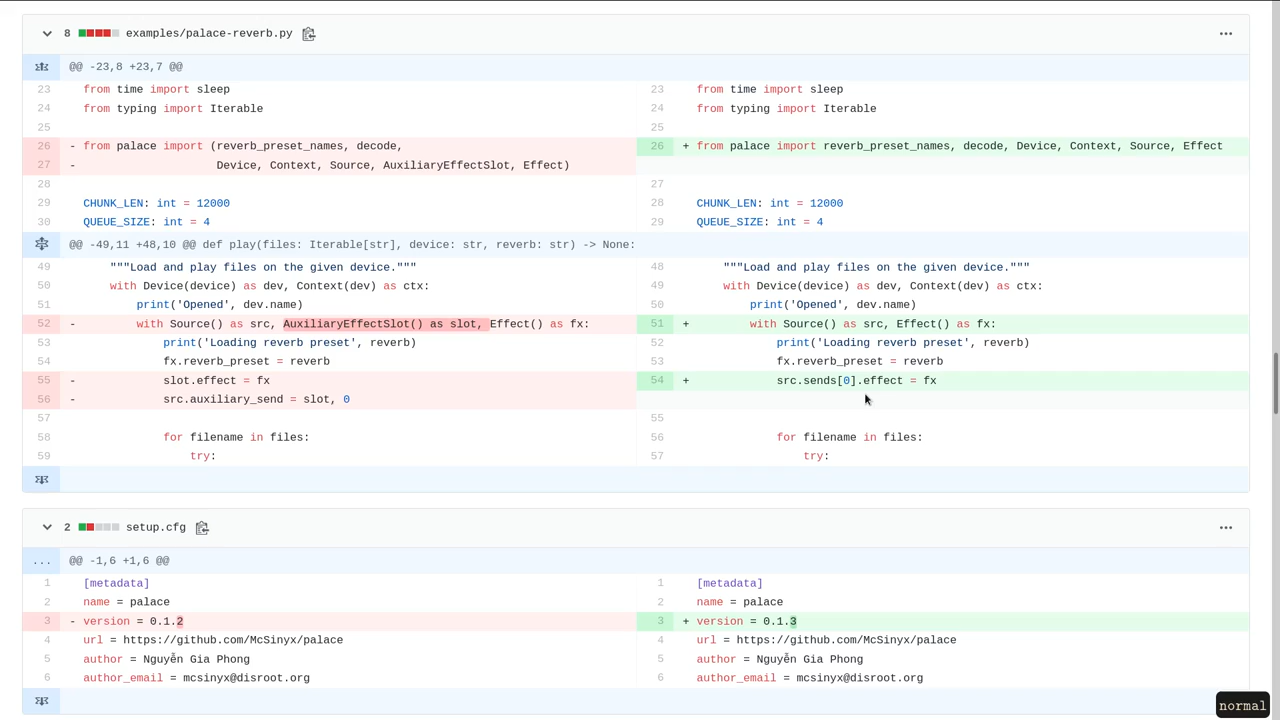 8 examples/palace-reverb.py
@@ -23,8 +23,7 @@
23 from time import sleep 23 from time import sleep
24 from typing import Iterable 24 from typing import Iterable
25 25
26 - from palace import (reverb_preset_names, decode, 26 + from palace import reverb_preset_names, decode, Device, Context, Source, Effect
27 - Device, Context, Source, AuxiliaryEffectSlot, Effect)
28 27
29 CHUNK_LEN: int = 12000 28 CHUNK_LEN: int = 12000
30 QUEUE_SIZE: int = 4 29 QUEUE_SIZE: int = 4
@@ -49,11 +48,10 @@ def play(files: Iterable[str], device: str, reverb: str) -> None:
49 """Load and play files on the given device.""" 48 """Load and play files on the given device."""
50 with Device(device) as dev, Context(dev) as ctx: 49 with Device(device) as dev, Context(dev) as ctx:
51 print('Opened', dev.name) 50 print('Opened', dev.name)
52 - with Source() as src, AuxiliaryEffectSlot() as slot, Effect() as fx: 51 + with Source() as src, Effect() as fx:
53 print('Loading reverb preset', reverb) 52 print('Loading reverb preset', reverb)
54 fx.reverb_preset = reverb 53 fx.reverb_preset = reverb
55 - slot.effect = fx 54 + src.sends[0].effect = fx
56 - src.auxiliary_send = slot, 0
57 55
58 for filename in files: 56 for filename in files:
59 try: 57 try:
2 setup.cfg
... @@ -1,6 +1,6 @@
1 [metadata] 1 [metadata]
2 name = palace 2 name = palace
3 - version = 0.1.2 3 + version = 0.1.3
4 url = https://github.com/McSinyx/palace 4 url = https://github.com/McSinyx/palace
5 author = Nguyễn Gia Phong 5 author = Nguyễn Gia Phong
6 author_email = mcsinyx@disroot.org 6 author_email = mcsinyx@disroot.org
normal